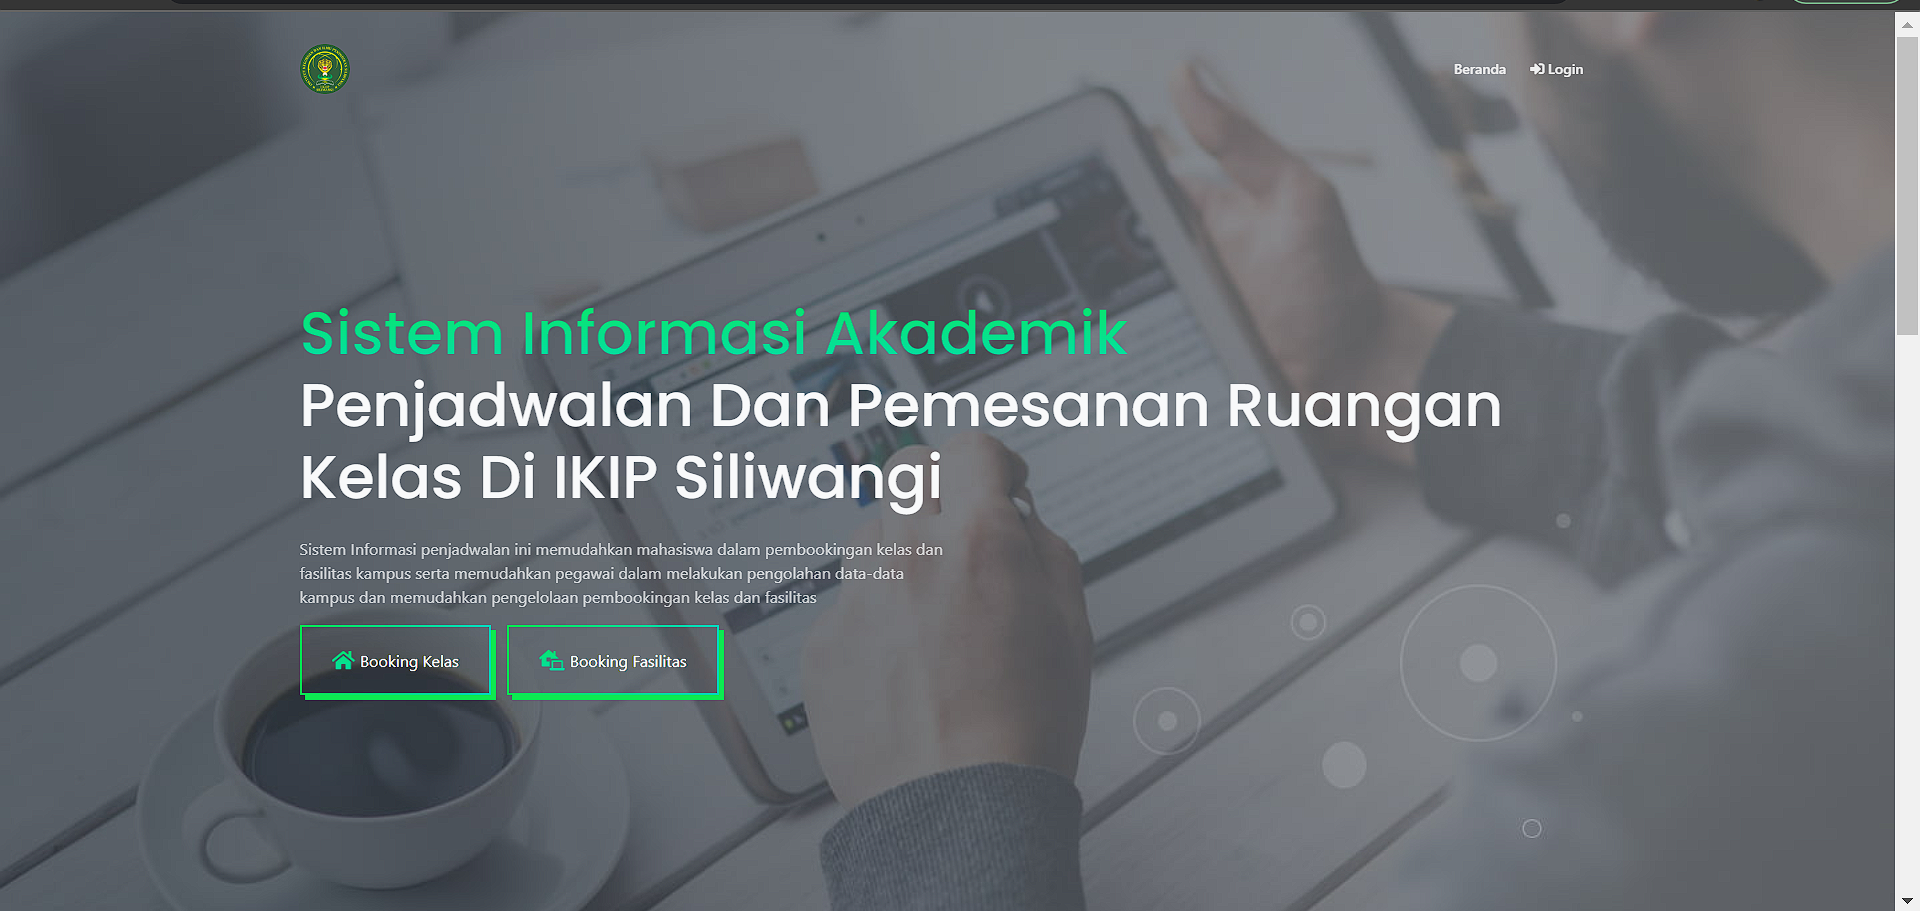 Beranda
Login
Sistem Informasi Akademik
Penjadwalan Dan Pemesanan Ruangan
Kelas Di IKIP Siliwangi
Sistem Informasi penjadwalan ini memudahkan mahasiswa dalam pembookingan kelas dan
fasilitas kampus serta memudahkan pegawai dalam melakukan pengolahan data-data
kampus dan memudahkan pengelolaan pembookingan kelas dan fasilitas
Booking Kelas
Booking Fasilitas